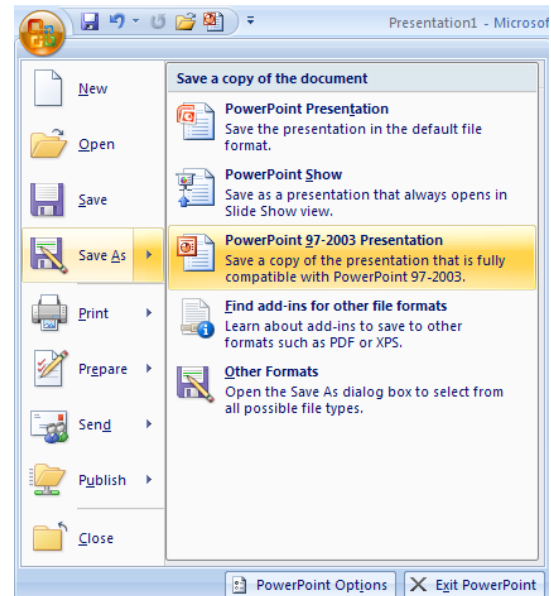 Presentation1 - Microsof
New
Open
Save
Save As
Print
Prepare
Send
Publish
Close
Save a copy of the document
PowerPoint Presentation
Save the presentation in the default file
format.
PowerPoint Show
Save as a presentation that always opens in
Slide Show view.
PowerPoint 97-2003 Presentation
Save a copy of the presentation that is fully
compatible with PowerPoint 97-2003.
Find add-ins for other file formats
Learn about add-ins to save to other
formats such as PDF or XPS.
Other Formats
Open the Save As dialog box to select from
all possible file types.
PowerPoint Options
Exit PowerPoint